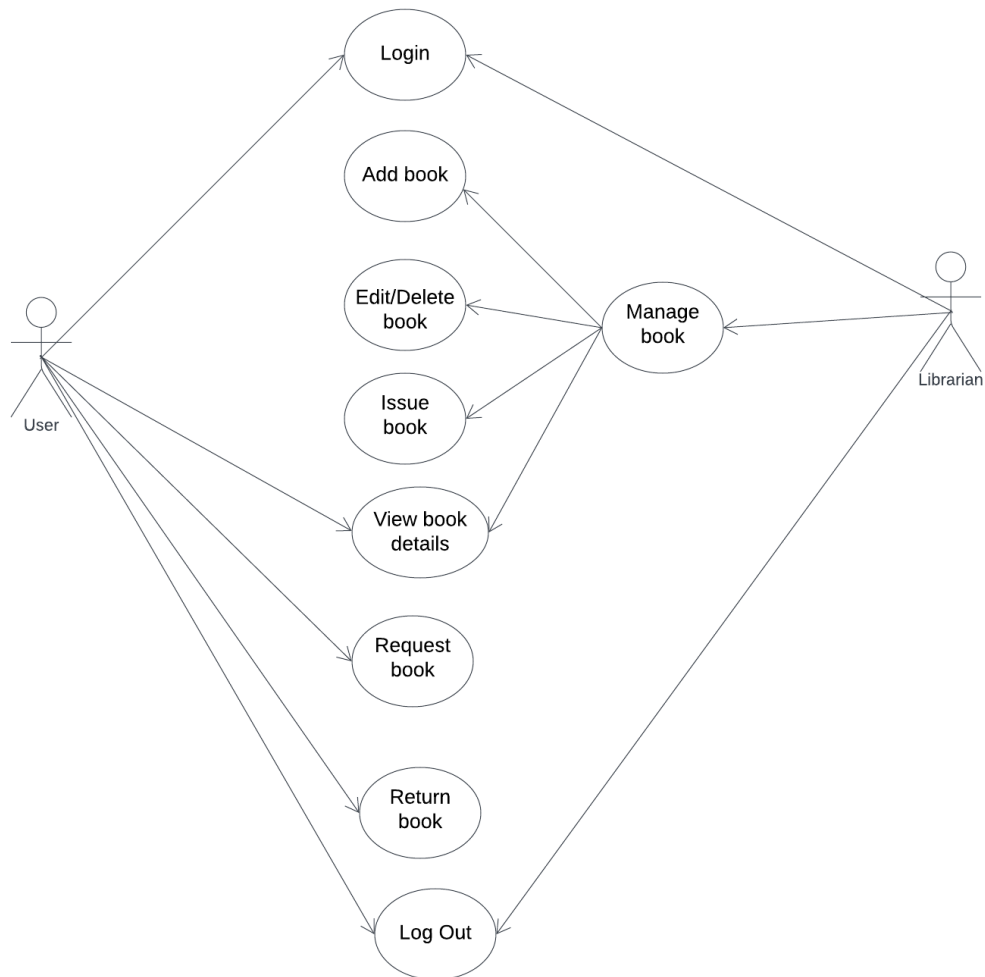 Login
Add book
Edit/Delete
book
Manage
book
Librarian
Issue
book
User
View book
details
Request
book
Return
book
Log Out